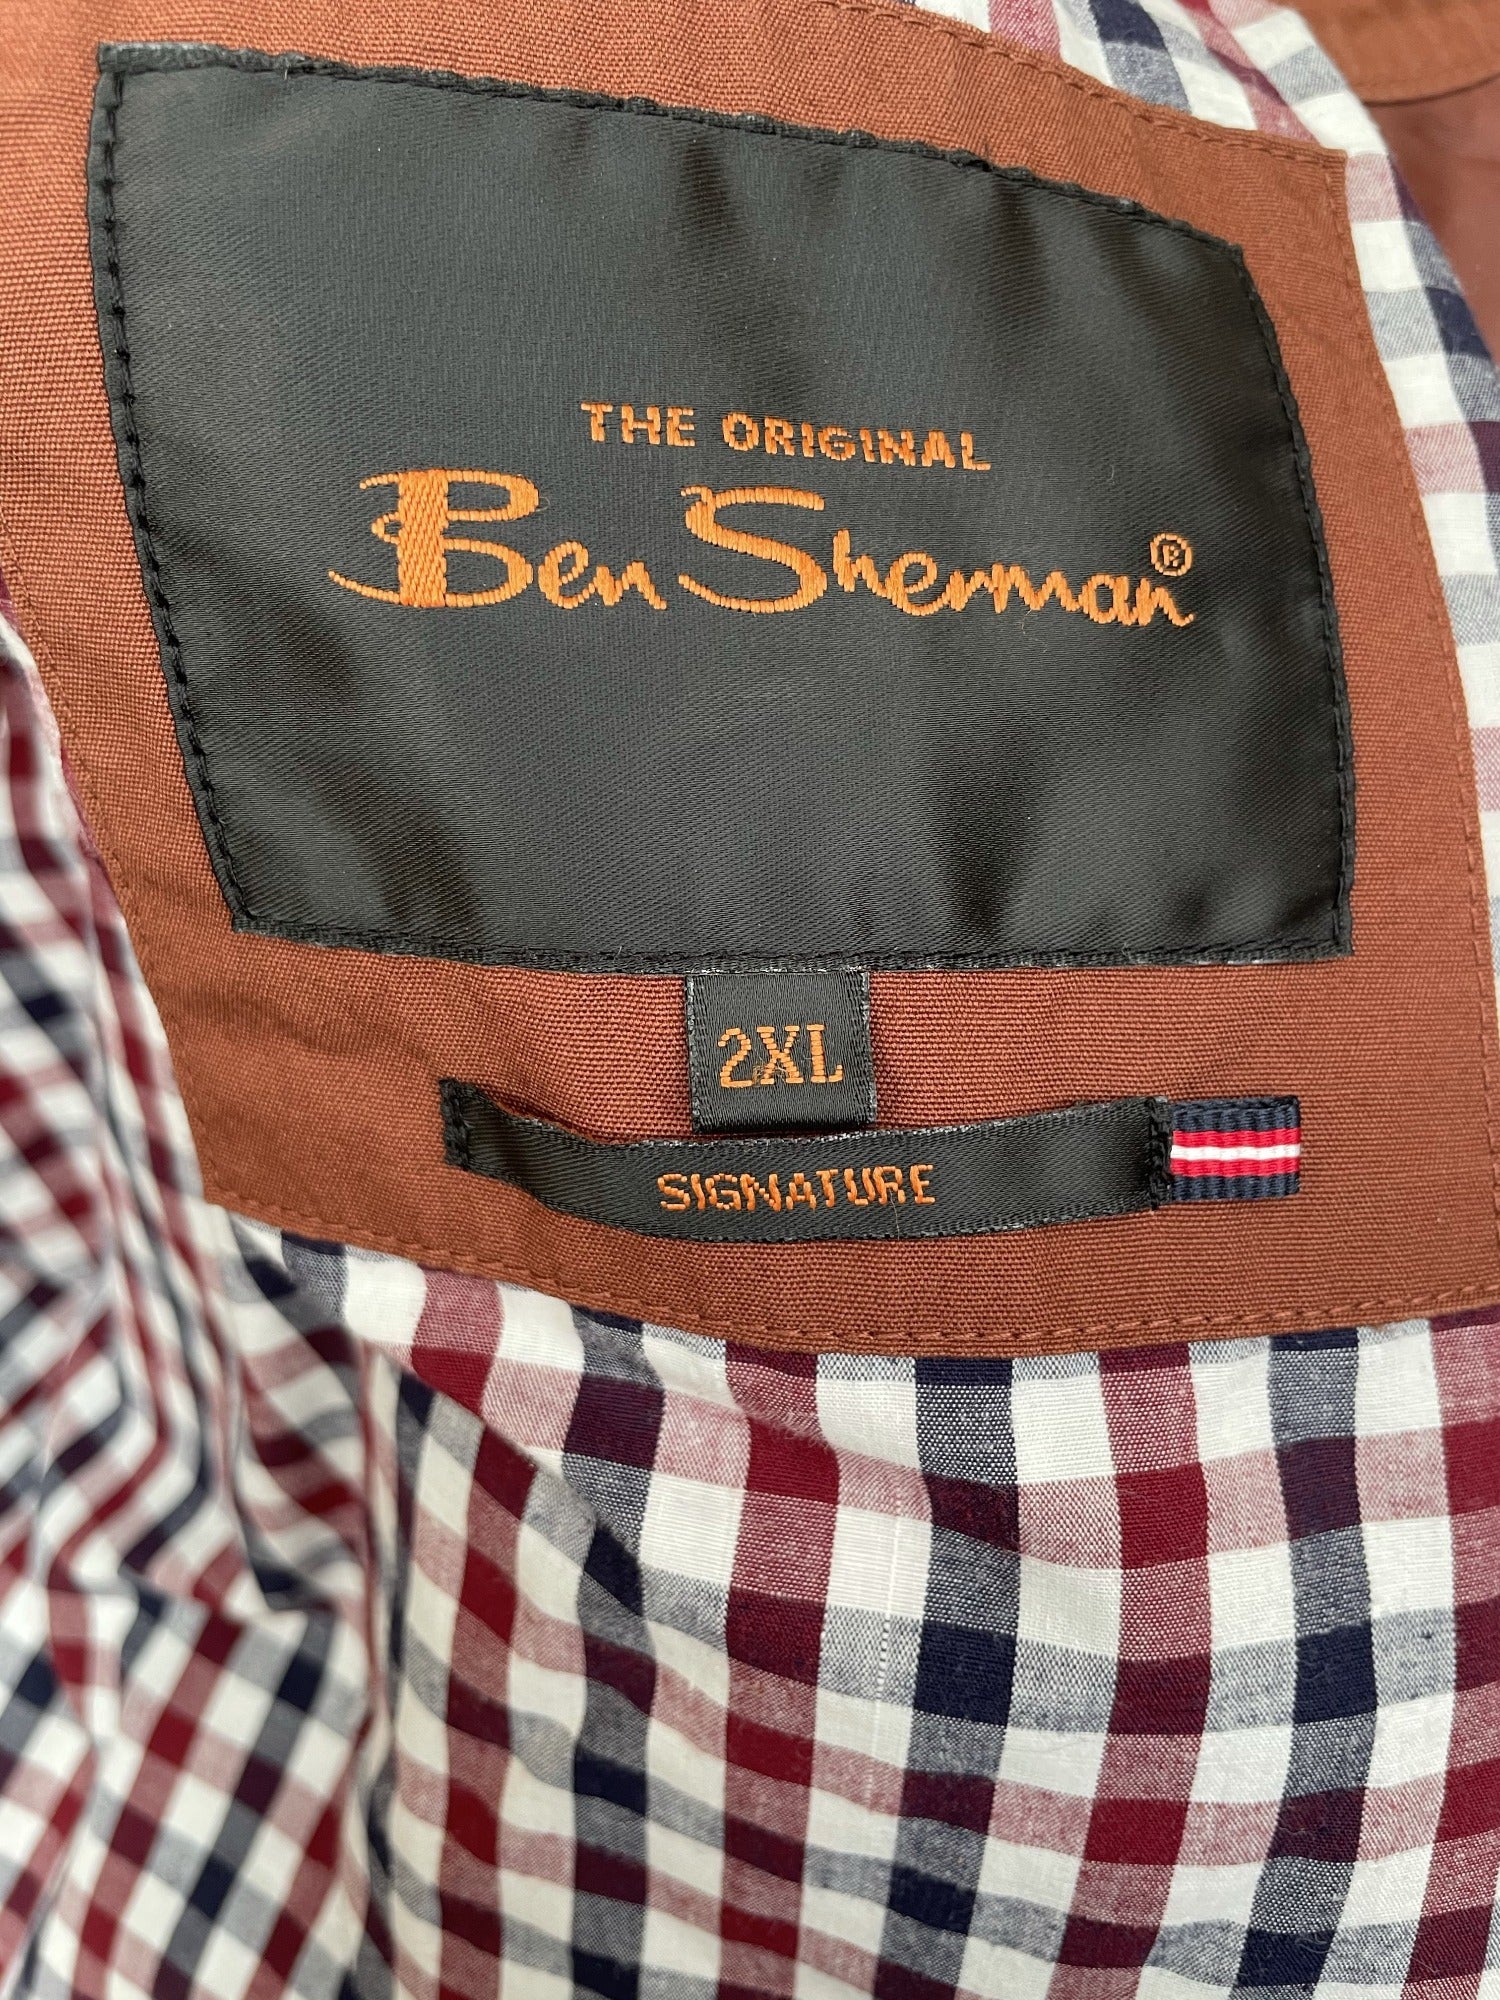 THE ORIGINAL
Ben Sherman®
2XL
SIGNATURE